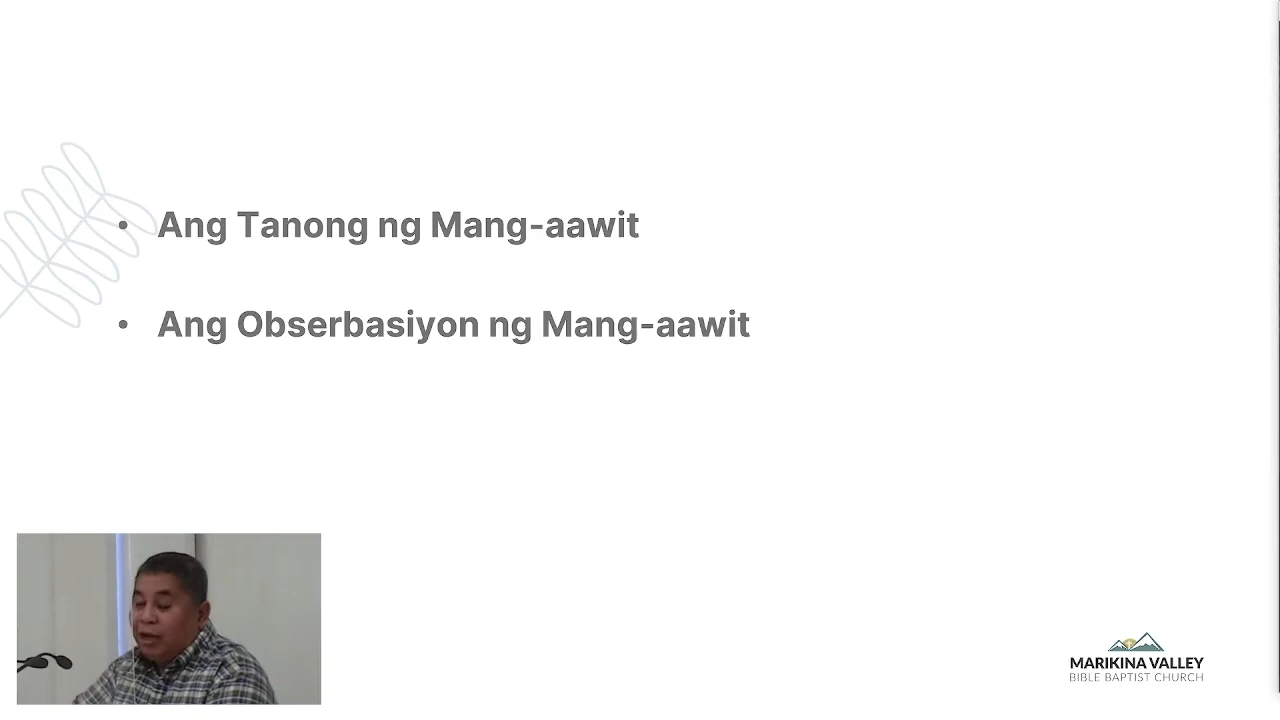 • Ang Tanong ng Mang-aawit
• Ang Obserbasiyon ng Mang-aawit
MARIKINA VALLEY
BIBLE BAPTIST CHURCH